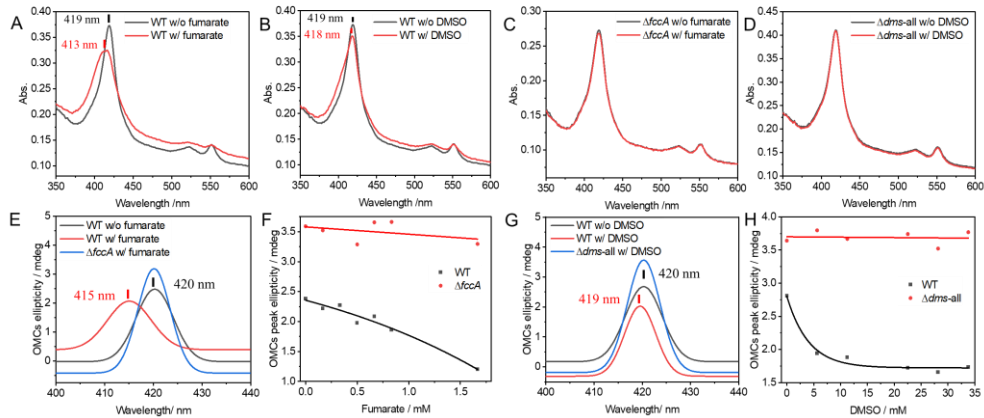 A
419 nm
413 nm
WT w/o fumarate
WT w/ fumarate
Abs.
0.40
0.35
0.30
0.25
0.20
0.15
0.10
350 400 450 500 550 600
Wavelength /nm
B
419 nm
418 nm
WT w/o DMSO
WT w/ DMSO
Abs.
0.40
0.35
0.30
0.25
0.20
0.15
0.10
350 400 450 500 550 600
Wavelength /nm
C
ΔfccA w/o fumarate
ΔfccA w/ fumarate
Abs.
0.30
0.25
0.20
0.15
0.10
350 400 450 500 550 600
Wavelength /nm
D
Δdms-all w/o DMSO
Δdms-all w/ DMSO
Abs.
0.45
0.40
0.35
0.30
0.25
0.20
0.15
0.10
350 400 450 500 550 600
Wavelength /nm
E
WT w/o fumarate
WT w/ fumarate
ΔfccA w/ fumarate
415 nm
420 nm
OMCs ellipticity / mdeg
6
5
4
3
2
1
0
400 410 420 430 440
Wavelength/ nm
F
WT
ΔfccA
OMCs peak ellipticity / mdeg
3.5
3.0
2.5
2.0
1.5
1.0
0.0 0.5 1.0 1.5
Fumarate / mM
G
WT w/o DMSO
WT w/ DMSO
Δdms-all w/ DMSO
420 nm
419 nm
OMCs ellipticity / mdeg
6
5
4
3
2
1
0
400 410 420 430 440
Wavelength/ nm
H
WT
Δdms-all
OMCs peak ellipticity / mdeg
4.0
3.5
3.0
2.5
2.0
1.5
0 5 10 15 20 25 30 35
DMSO / mM